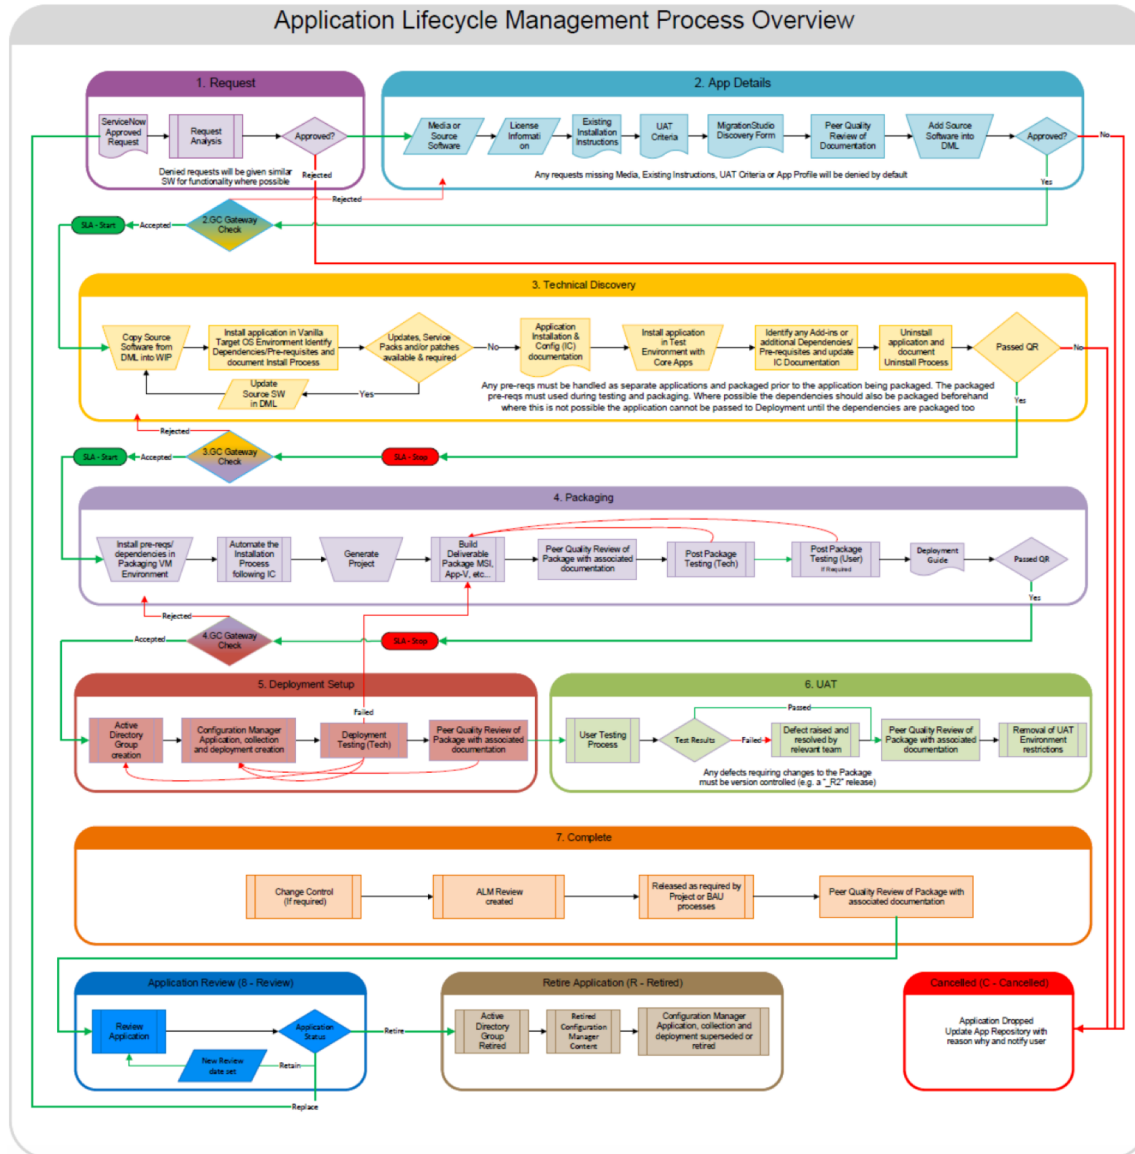 Application Lifecycle Management Process Overview
1. Request
ServiceNow
Approved
Request
Request
Analysis
Approved?
Rejected
Denied requests will be given similar
SW for functionality where possible
2. App Details
Media or
Source
Software
License
Informati
on
Existing
Installation
Instructions
UAT
Criteria
MigrationStudio
Discovery Form
Peer Quality
Review of
Documentation
Add Source
Software into
DML
Approved?
No
Yes
Any requests missing Media, Existing Instructions, UAT Criteria or App Profile will be denied by default
Rejected
SLA - Start
Accepted
2.GC Gateway
Check
3. Technical Discovery
Copy Source
Software from
DML into WIP
Install application in Vanilla
Target OS Environment Identify
Dependencies/Pre-requisites and
document Install Process
Updates, Service
Packs and/or patches
available & required
No
Application
Installation &
Config (IC)
documentation
Install application
in Test
Environment with
Core Apps
Identify any Add-ins or
additional Dependencies/
Pre-requisites and update
IC Documentation
Uninstall
application and
document
Uninstall Process
Passed QR
No
Yes
Update
Source SW
in DML
Yes
Any pre-reqs must be handled as separate applications and packaged prior to the application being packaged. The packaged
pre-reqs must used during testing and packaging. Where possible the dependencies should also be packaged beforehand
where this is not possible the application cannot be passed to Deployment until the dependencies are packaged too
Rejected
SLA - Start
Accepted
3.GC Gateway
Check
SLA - Stop
4. Packaging
Install pre-reqs/
dependencies in
Packaging VM
Environment
Automate the
Installation
Process
following IC
Generate
Project
Build
Deliverable
Package MSI,
App-V, etc...
Peer Quality Review of
Package with associated
documentation
Post Package
Testing (Tech)
Post Package
Testing (User)
If Required
Deployment
Guide
Passed QR
Yes
Rejected
Accepted
4.GC Gateway
Check
SLA - Stop
5. Deployment Setup
Failed
Active
Directory
Group
creation
Configuration Manager
Application, collection
and deployment creation
Deployment
Testing (Tech)
Peer Quality Review of
Package with associated
documentation
6. UAT
Passed
User Testing
Process
Test Results
Failed
Defect raised and
resolved by
relevant team
Peer Quality Review of
Package with associated
documentation
Removal of UAT
Environment
restrictions
Any defects requiring changes to the Package
must be version controlled (e.g. a "_R2" release)
7. Complete
Change Control
(If required)
ALM Review
created
Released as required by
Project or BAU
processes
Peer Quality Review of Package with
associated documentation
Application Review (8 - Review)
Review
Application
Application
Status
Retire
New Review
date set
Retain
Replace
Retire Application (R - Retired)
Active
Directory
Group
Retired
Retired
Configuration
Manager
Content
Configuration Manager
Application, collection and
deployment superseded or
retired
Cancelled (C - Cancelled)
Application Dropped
Update App Repository with
reason why and notify user